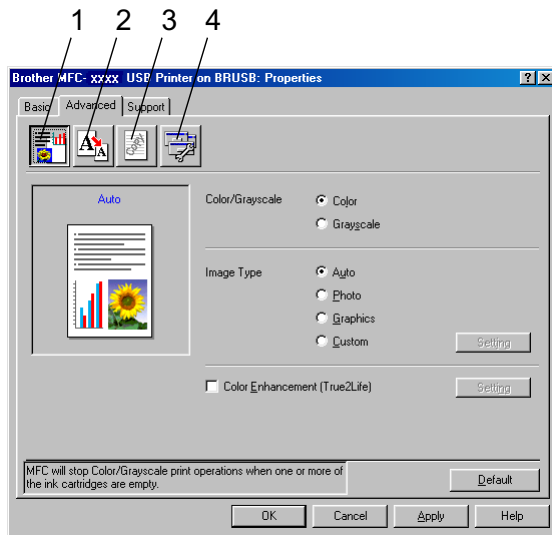 1 2 3 4
Brother MFC- xxxx USB Printer on BRUSB: Properties
Basic Advanced Support
A A COPY
Auto
Color/Grayscale
Color
Grayscale
Image Type
Auto
Photo
Graphics
Custom
Setting
Color Enhancement (True2Life)
Setting
MFC will stop Color/Grayscale print operations when one or more of
the ink cartridges are empty.
Default
OK Cancel Apply Help